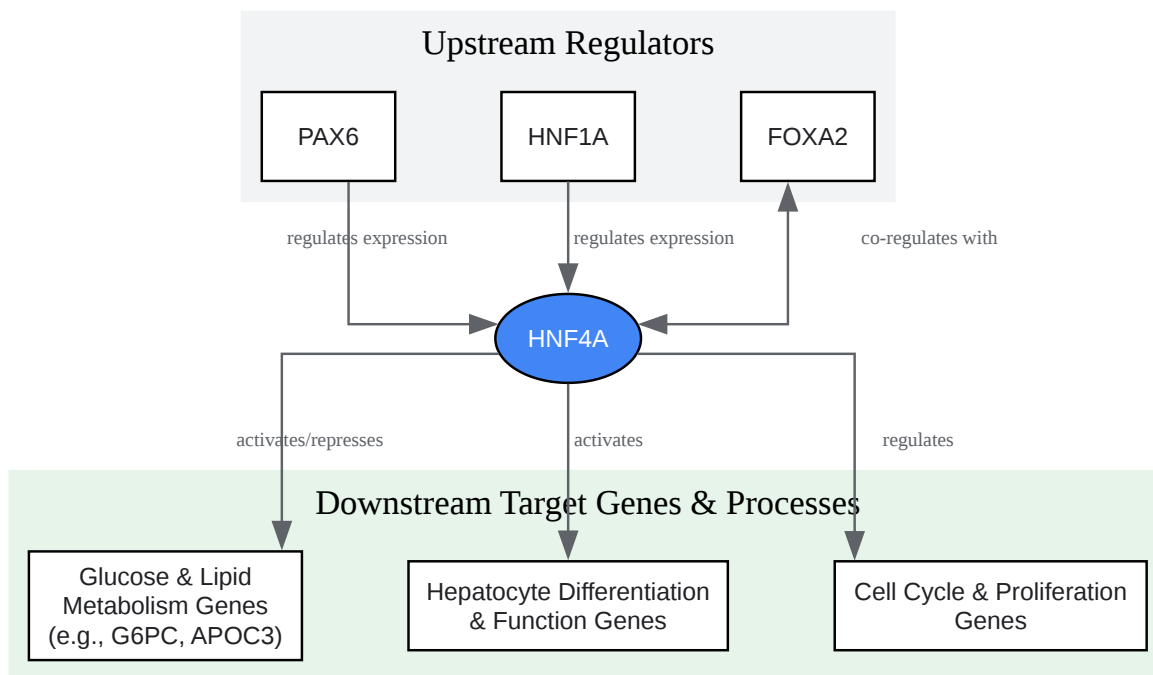 Upstream Regulators
PAX6
HNF1A
FOXA2
regulates expression
regulates expression
co-regulates with
HNF4A
activates/represses
activates
regulates
Downstream Target Genes & Processes
Glucose & Lipid
Metabolism Genes
(e.g., G6PC, APOC3)
Hepatocyte Differentiation
& Function Genes
Cell Cycle & Proliferation
Genes